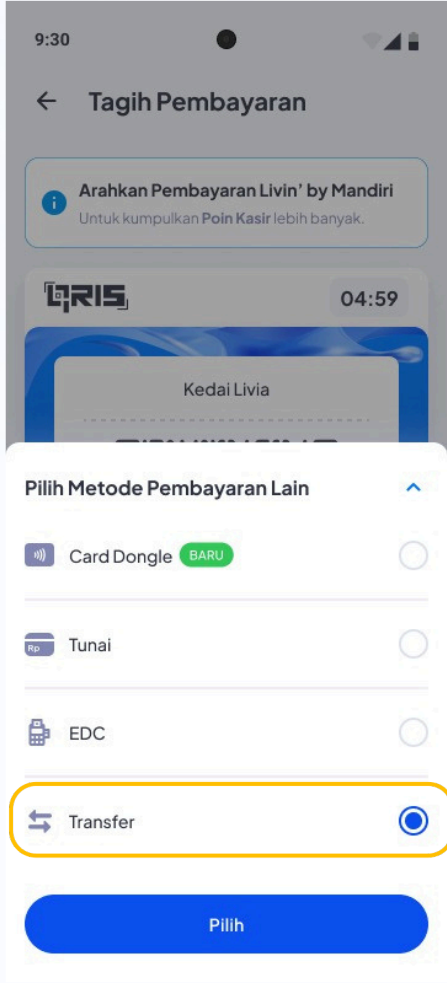 9:30
Tagih Pembayaran
Arahkan Pembayaran Livin' by Mandiri
Untuk kumpulkan Poin Kasir lebih banyak.
QRIS
04:59
Kedai Livia
Pilih Metode Pembayaran Lain
Card Dongle BARU
Rp Tunai
EDC
Transfer
Pilih